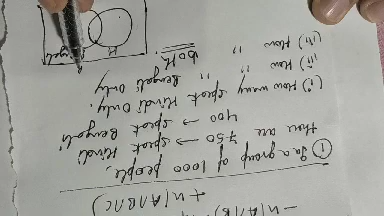 - n(A∩B)
+ n(A∩B∩C)
① In a group of 1000 people,
there are 750 → speak Hindi
400 → speak Bengali
(i) How many speak Hindi Only.
(ii) How " " Bengali Only
(iii) How " " Both.
H